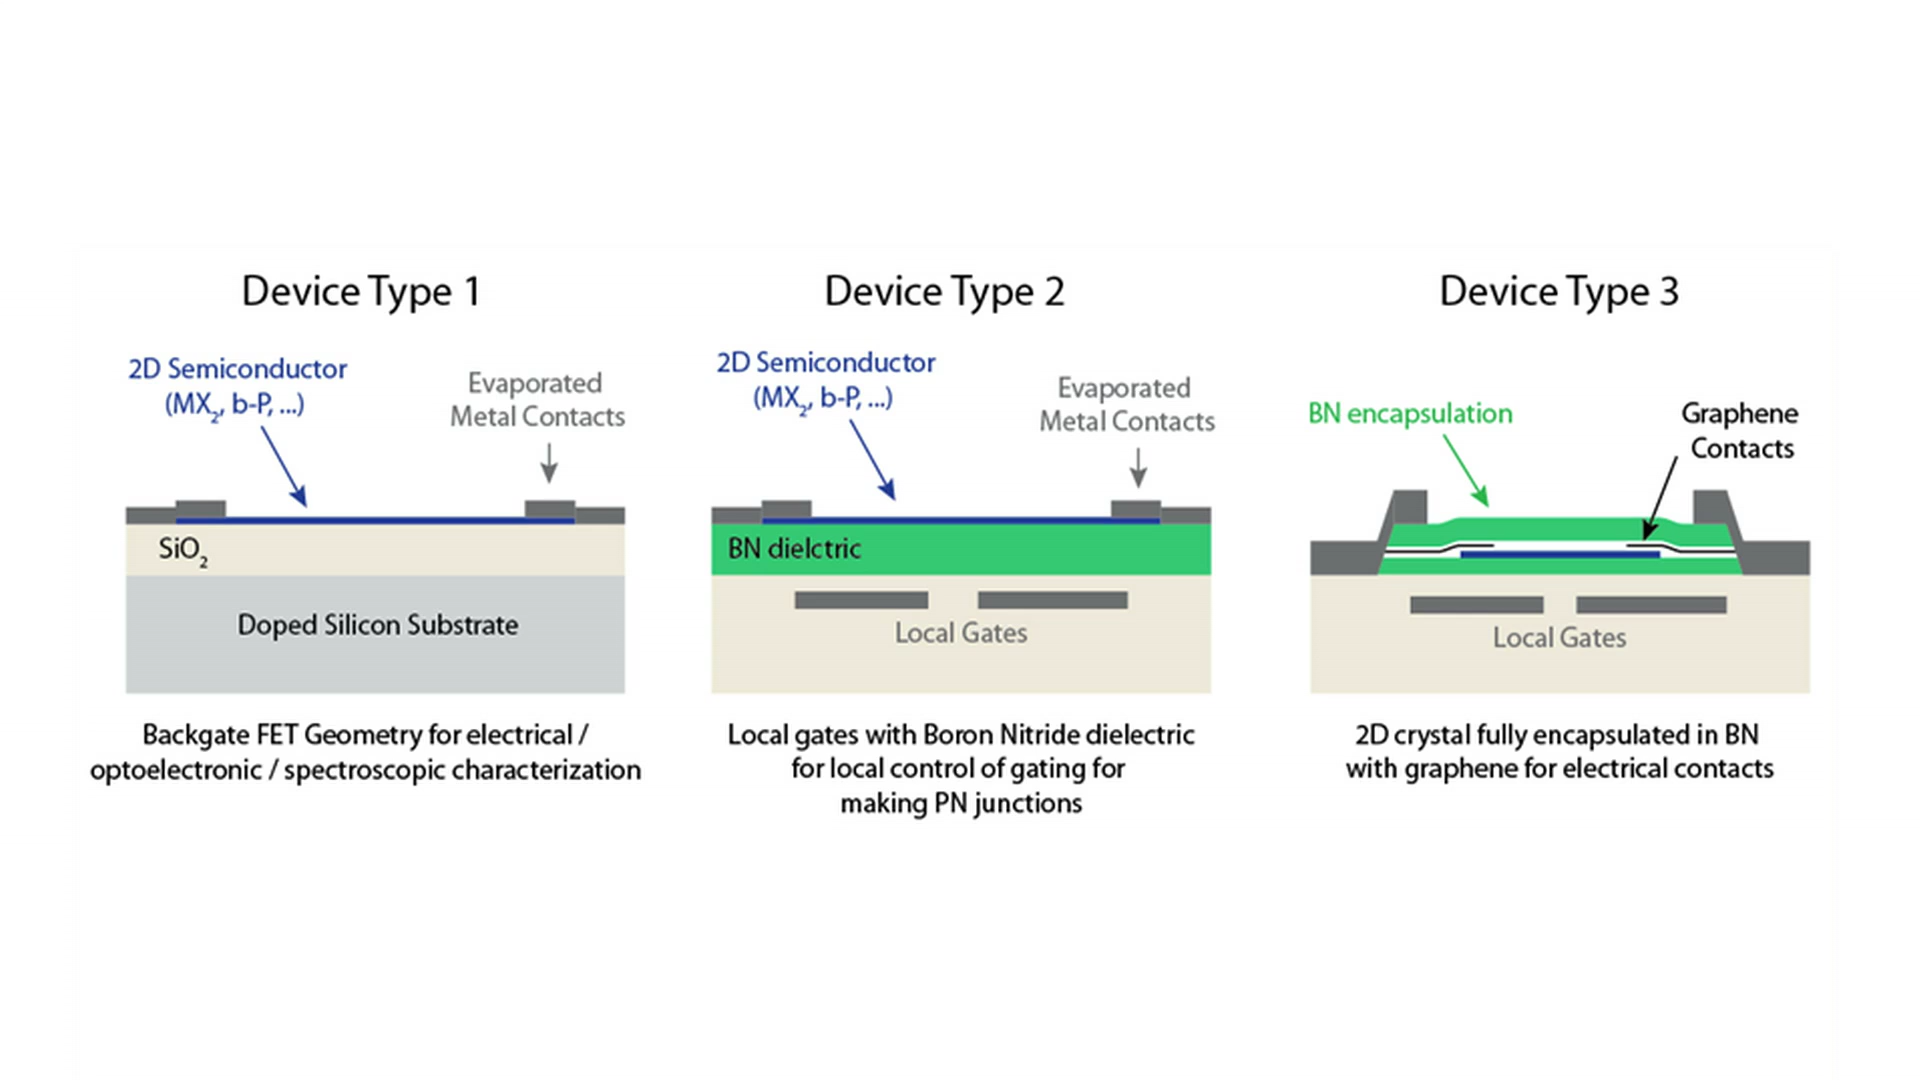 Device Type 1
2D Semiconductor
(MX2, b-P, ...)
Evaporated
Metal Contacts
SiO2
Doped Silicon Substrate
Backgate FET Geometry for electrical /
optoelectronic / spectroscopic characterization
Device Type 2
2D Semiconductor
(MX2, b-P, ...)
Evaporated
Metal Contacts
BN dielctric
Local Gates
Local gates with Boron Nitride dielectric
for local control of gating for
making PN junctions
Device Type 3
BN encapsulation
Graphene
Contacts
Local Gates
2D crystal fully encapsulated in BN
with graphene for electrical contacts